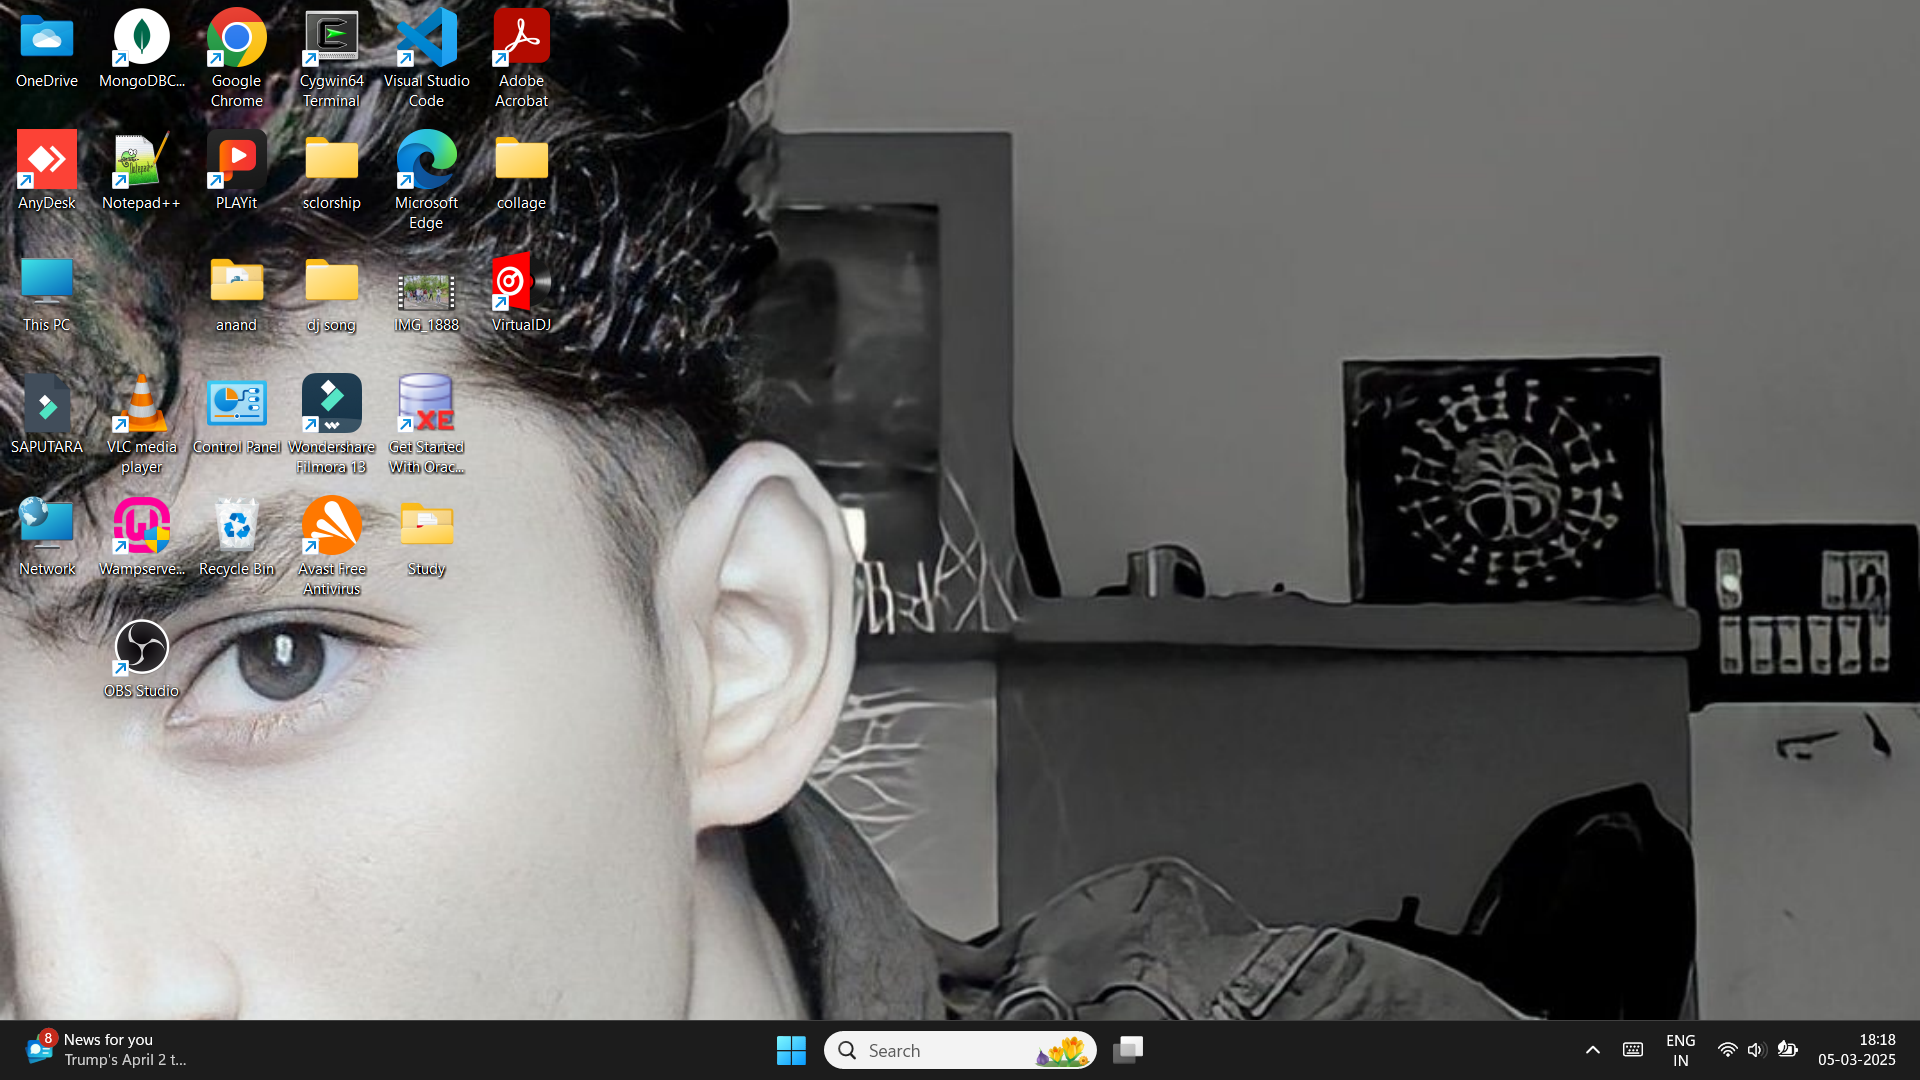 OneDrive
MongoDBC...
Google
Chrome
Cygwin64
Terminal
Visual Studio
Code
Adobe
Acrobat
AnyDesk
Notepad++
PLAYit
sclorship
Microsoft
Edge
collage
This PC
anand
dj song
IMG_1888
VirtualDJ
SAPUTARA
VLC media
player
Control Panel
Wondershare
Filmora 13
Get Started
With Orac...
XE
Network
Wampserve...
Recycle Bin
Avast Free
Antivirus
Study
OBS Studio
8
News for you
Trump's April 2 t...
Search
ENG
IN
18:18
05-03-2025